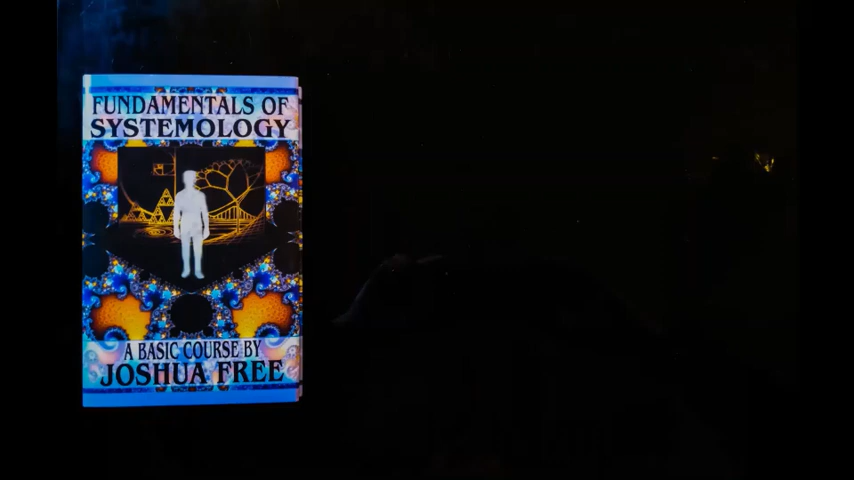 FUNDAMENTALS OF
SYSTEMOLOGY
A BASIC COURSE BY
JOSHUA FREE